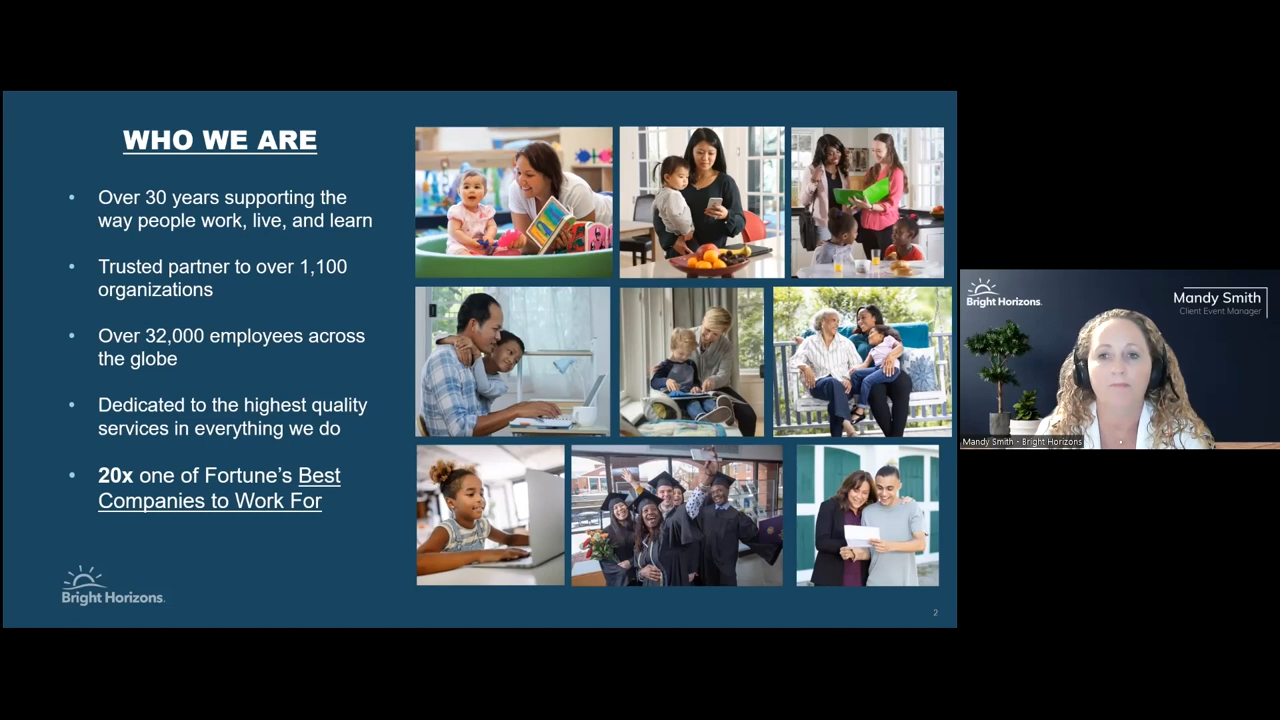 WHO WE ARE
• Over 30 years supporting the
way people work, live, and learn
• Trusted partner to over 1,100
organizations
• Over 32,000 employees across
the globe
• Dedicated to the highest quality
services in everything we do
• 20x one of Fortune’s Best
Companies to Work For
Bright Horizons.
2
Bright Horizons.
Mandy Smith
Client Event Manager
Mandy Smith - Bright Horizons